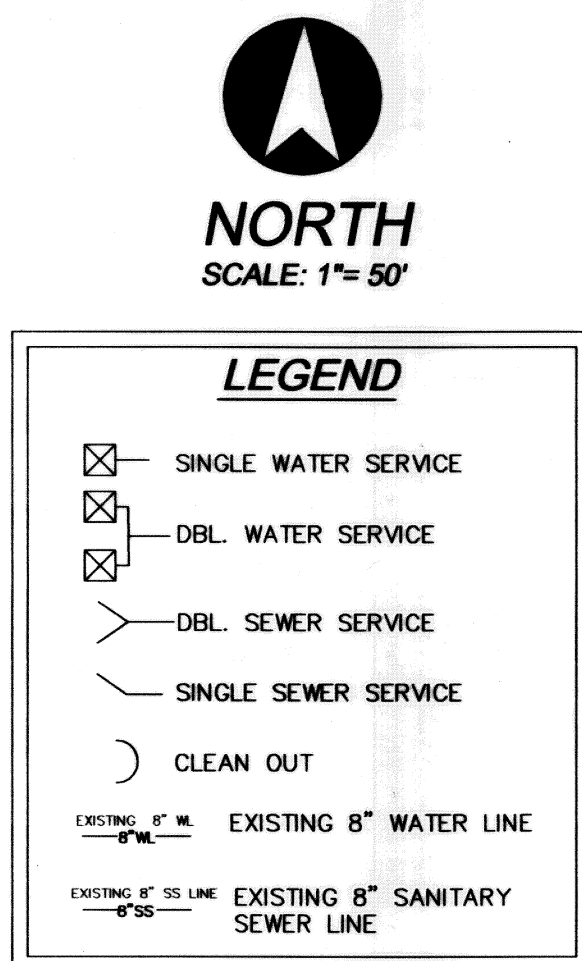 NORTH
SCALE: 1"= 50'
LEGEND
SINGLE WATER SERVICE
DBL. WATER SERVICE
DBL. SEWER SERVICE
SINGLE SEWER SERVICE
CLEAN OUT
EXISTING 8" WL
8"WL
EXISTING 8" WATER LINE
EXISTING 8" SS LINE
8"SS
EXISTING 8" SANITARY
SEWER LINE